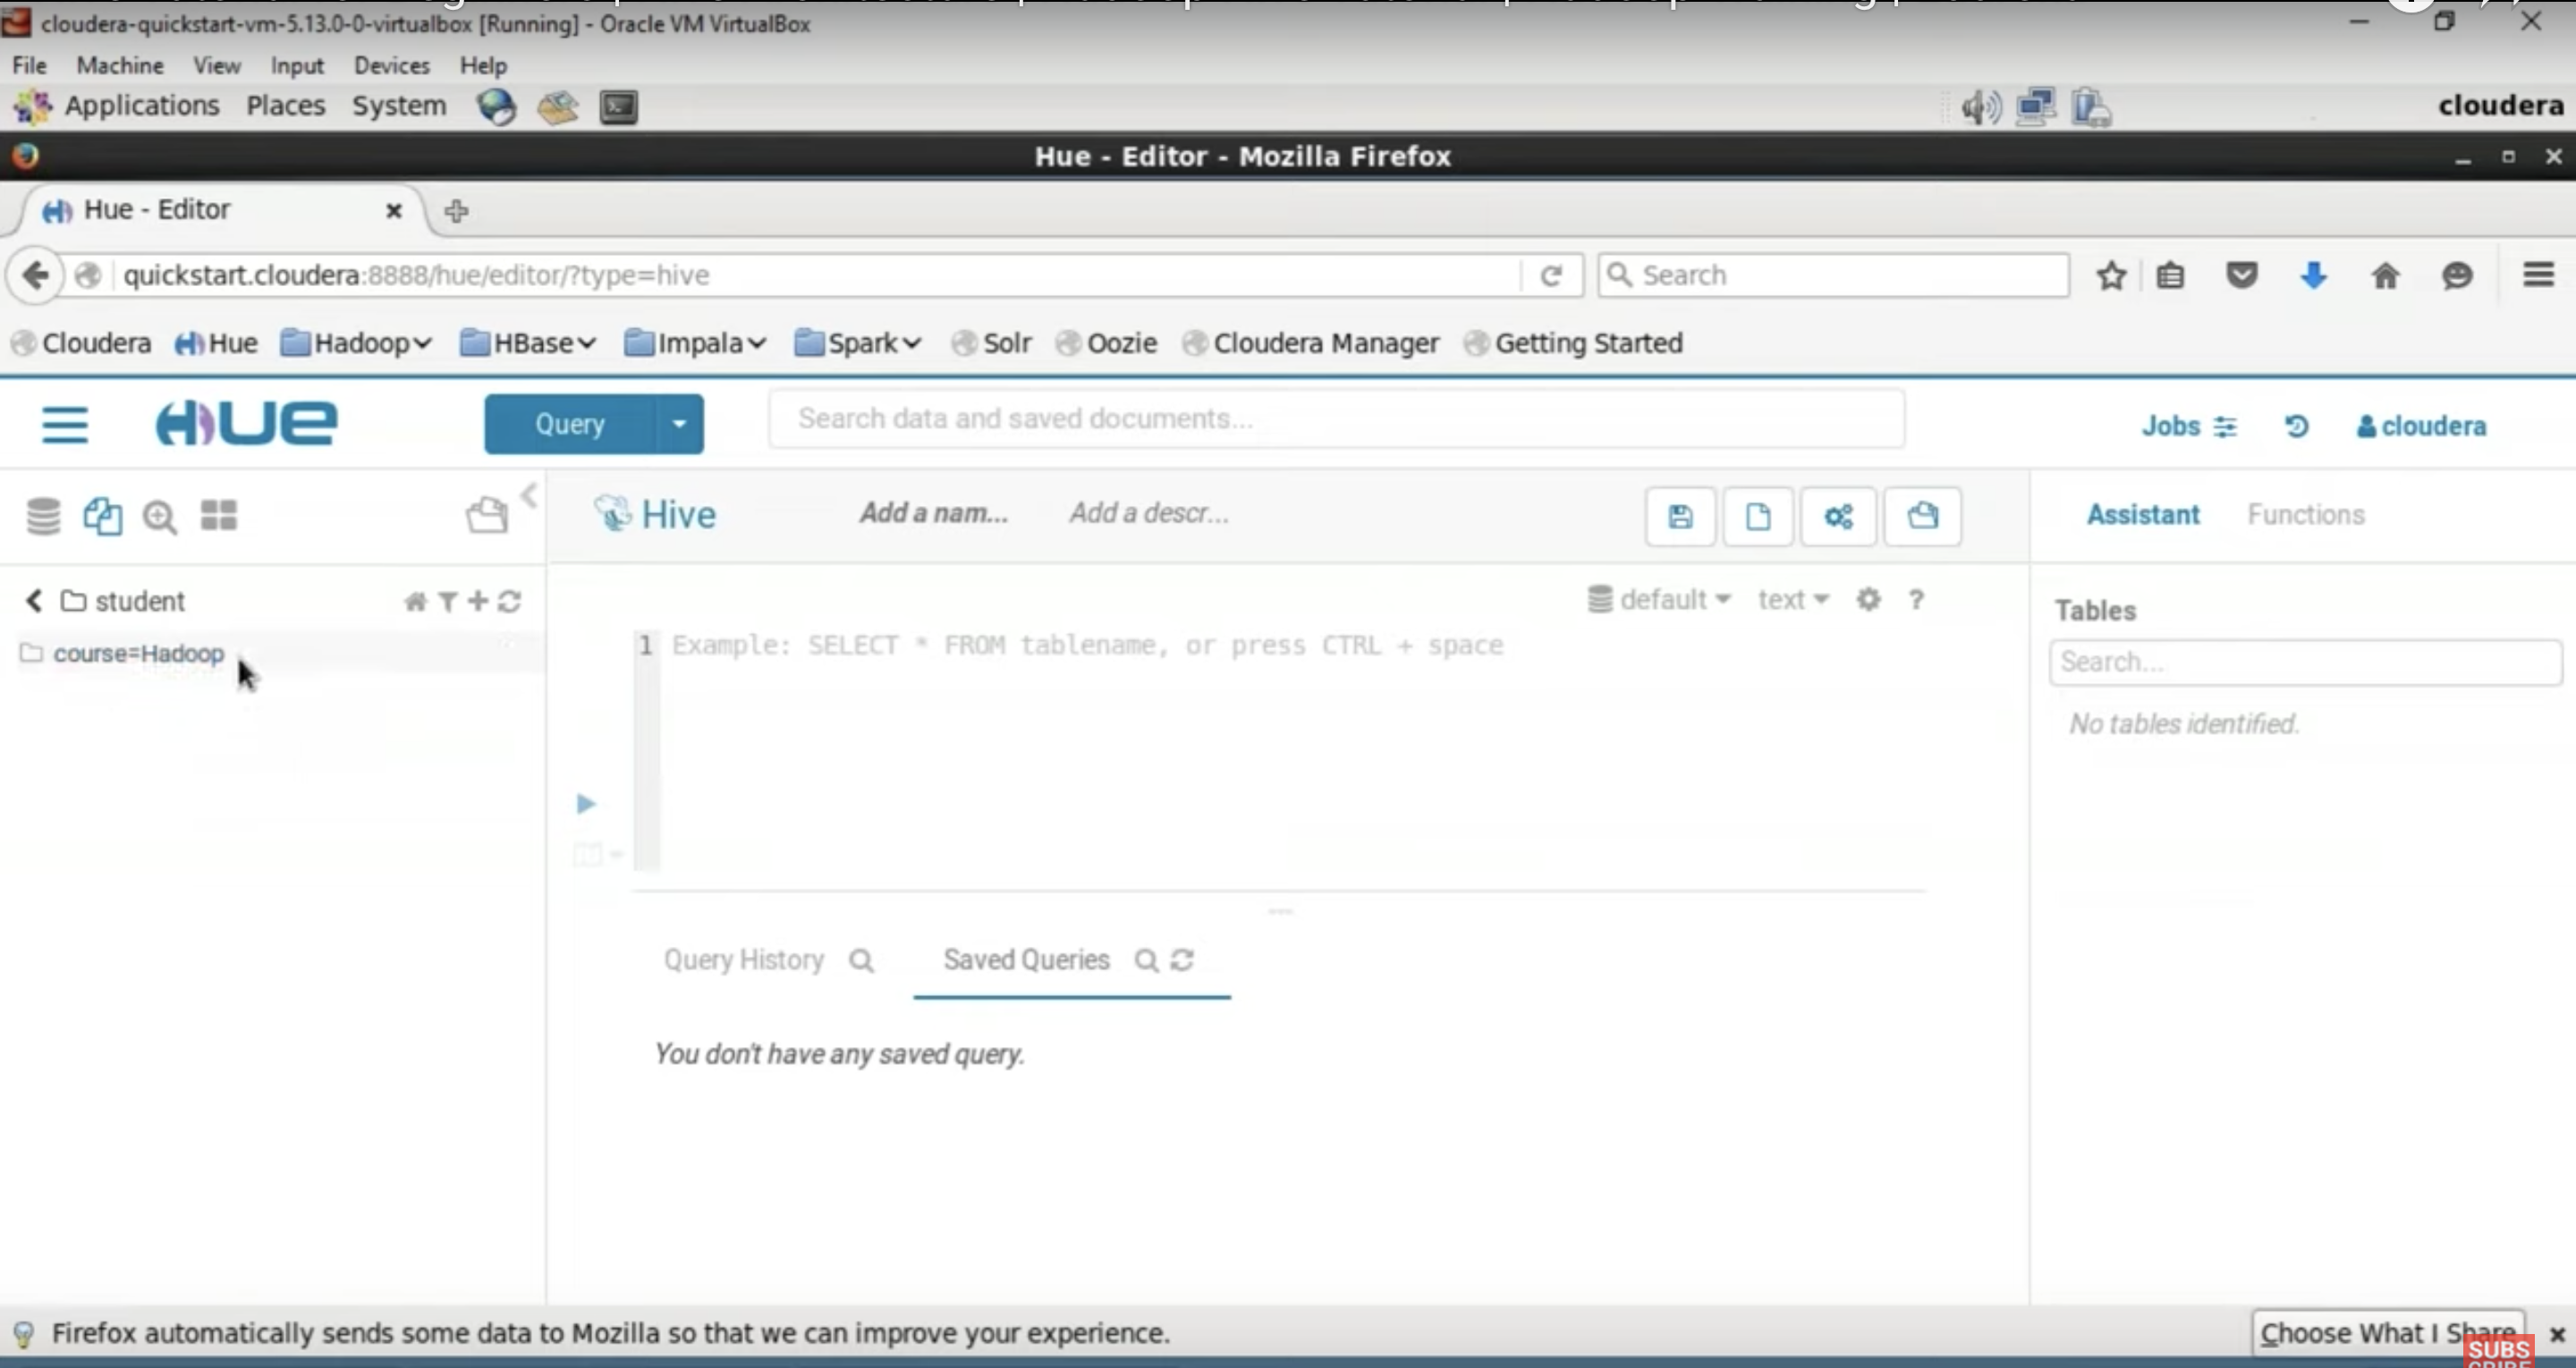 cloudera-quickstart-vm-5.13.0-0-virtualbox [Running] - Oracle VM VirtualBox
File Machine View Input Devices Help
Applications Places System cloudera
Hue - Editor - Mozilla Firefox
Hue - Editor
quickstart.cloudera:8888/hue/editor/?type=hive Search
Cloudera Hue Hadoop HBase Impala Spark Solr Oozie Cloudera Manager Getting Started
HUE Query Search data and saved documents... Jobs cloudera
Hive Add a nam... Add a descr... Assistant Functions
student default text ?
Tables
course=Hadoop
1 Example: SELECT * FROM tablename, or press CTRL + space
Search...
No tables identified.
Query History Saved Queries
You don't have any saved query.
Firefox automatically sends some data to Mozilla so that we can improve your experience. Choose What I Share
SUBS